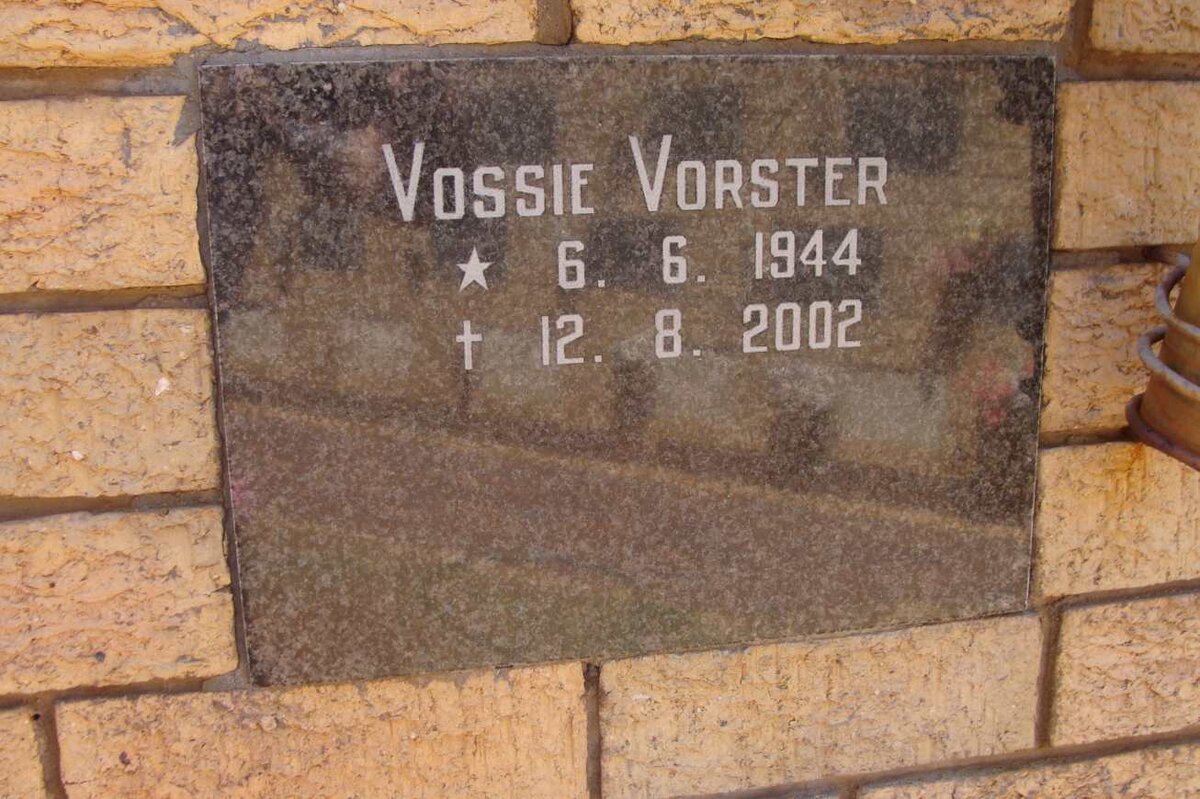 VOSSIE VORSTER
★ 6. 6. 1944
✝ 12. 8. 2002